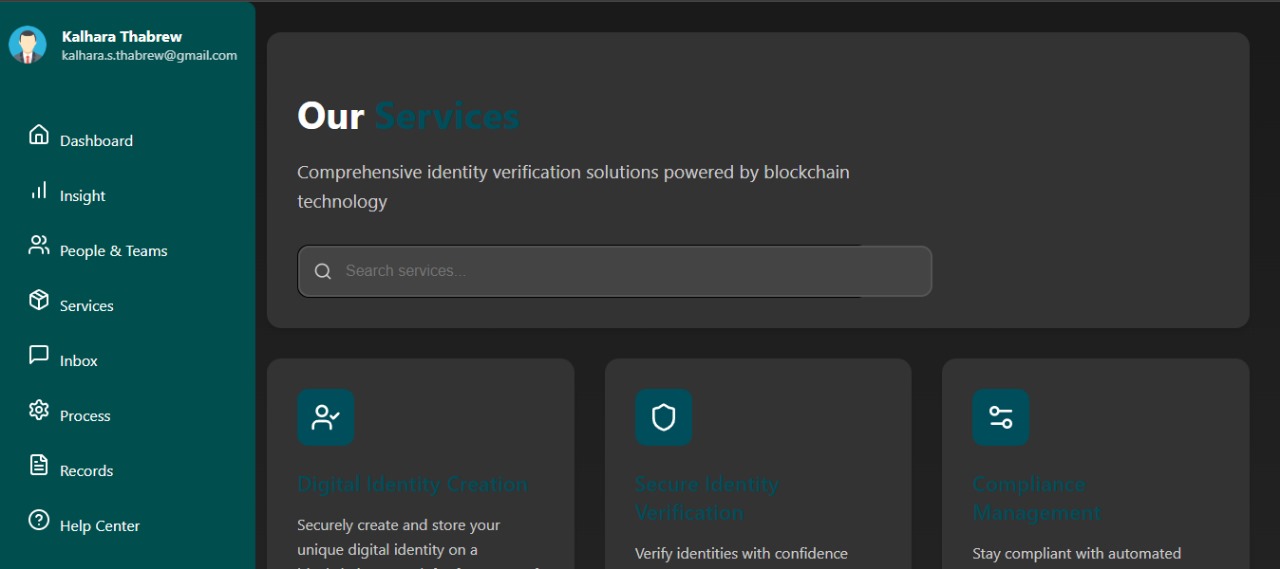 Kalhara Thabrew
kalhara.s.thabrew@gmail.com
Dashboard
Insight
People & Teams
Services
Inbox
Process
Records
Help Center
Our Services
Comprehensive identity verification solutions powered by blockchain
technology
Search services...
Digital Identity Creation
Securely create and store your
unique digital identity on a
Secure Identity
Verification
Verify identities with confidence
Compliance
Management
Stay compliant with automated